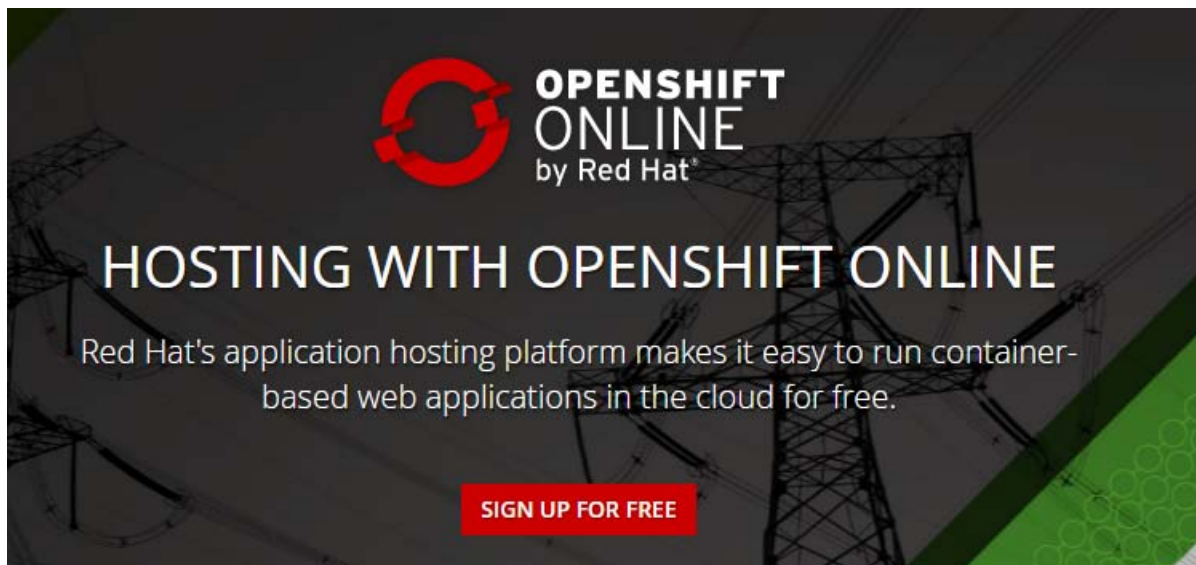 OPENSHIFT
ONLINE
by Red Hat®
HOSTING WITH OPENSHIFT ONLINE
Red Hat's application hosting platform makes it easy to run container-
based web applications in the cloud for free.
SIGN UP FOR FREE